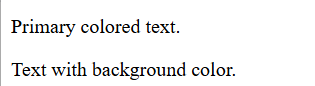 Primary colored text.
Text with background color.